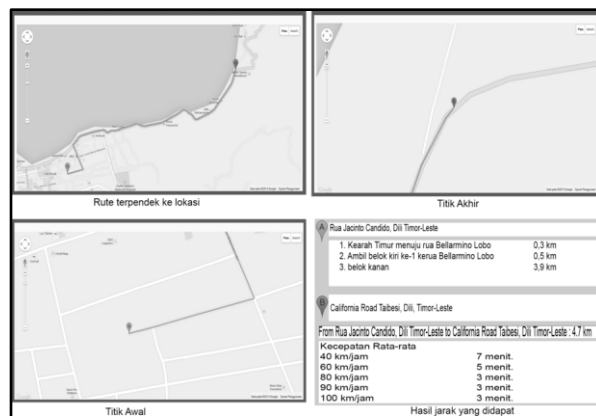 Rute terpendek ke lokasi
Titik Akhir
Titik Awal
A
Rua Jacinto Candido, Dili Timor-Leste
1. Kearah Timur menuju rua Bellarmino Lobo 0,3 km
2. Ambil belok kiri ke-1 kerua Bellarmino Lobo 0,5 km
3. belok kanan 3,9 km
B
California Road Taibesi, Dili, Timor-Leste
From Rua Jacinto Candido, Dili Timor-Leste to California Road Taibesi, Dili Timor-Leste : 4.7 km
Kecepatan Rata-rata
40 km/jam 7 menit.
60 km/jam 5 menit.
80 km/jam 3 menit.
90 km/jam 3 menit.
100 km/jam 3 menit.
Hasil jarak yang didapat